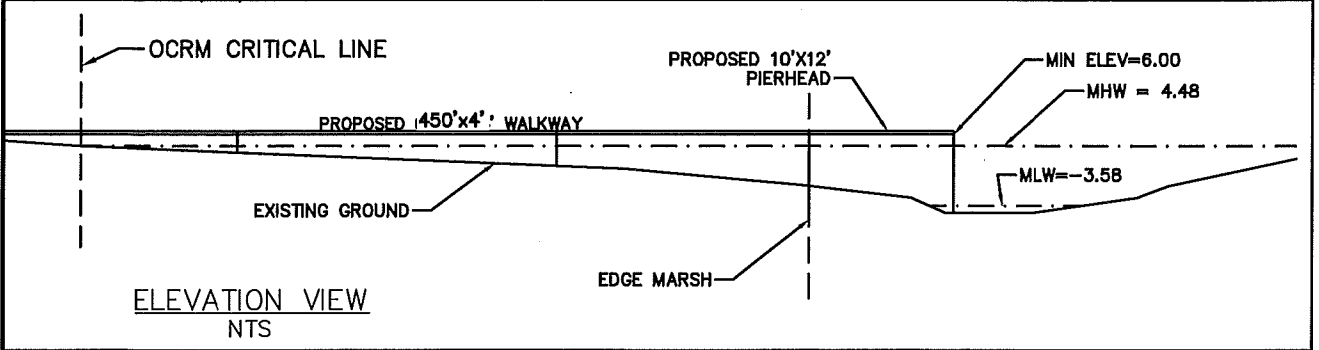 OCRM CRITICAL LINE
PROPOSED 10'X12'
PIERHEAD
MIN ELEV=6.00
MHW = 4.48
PROPOSED 450'x4' WALKWAY
MLW=-3.58
EXISTING GROUND
EDGE MARSH
ELEVATION VIEW
NTS